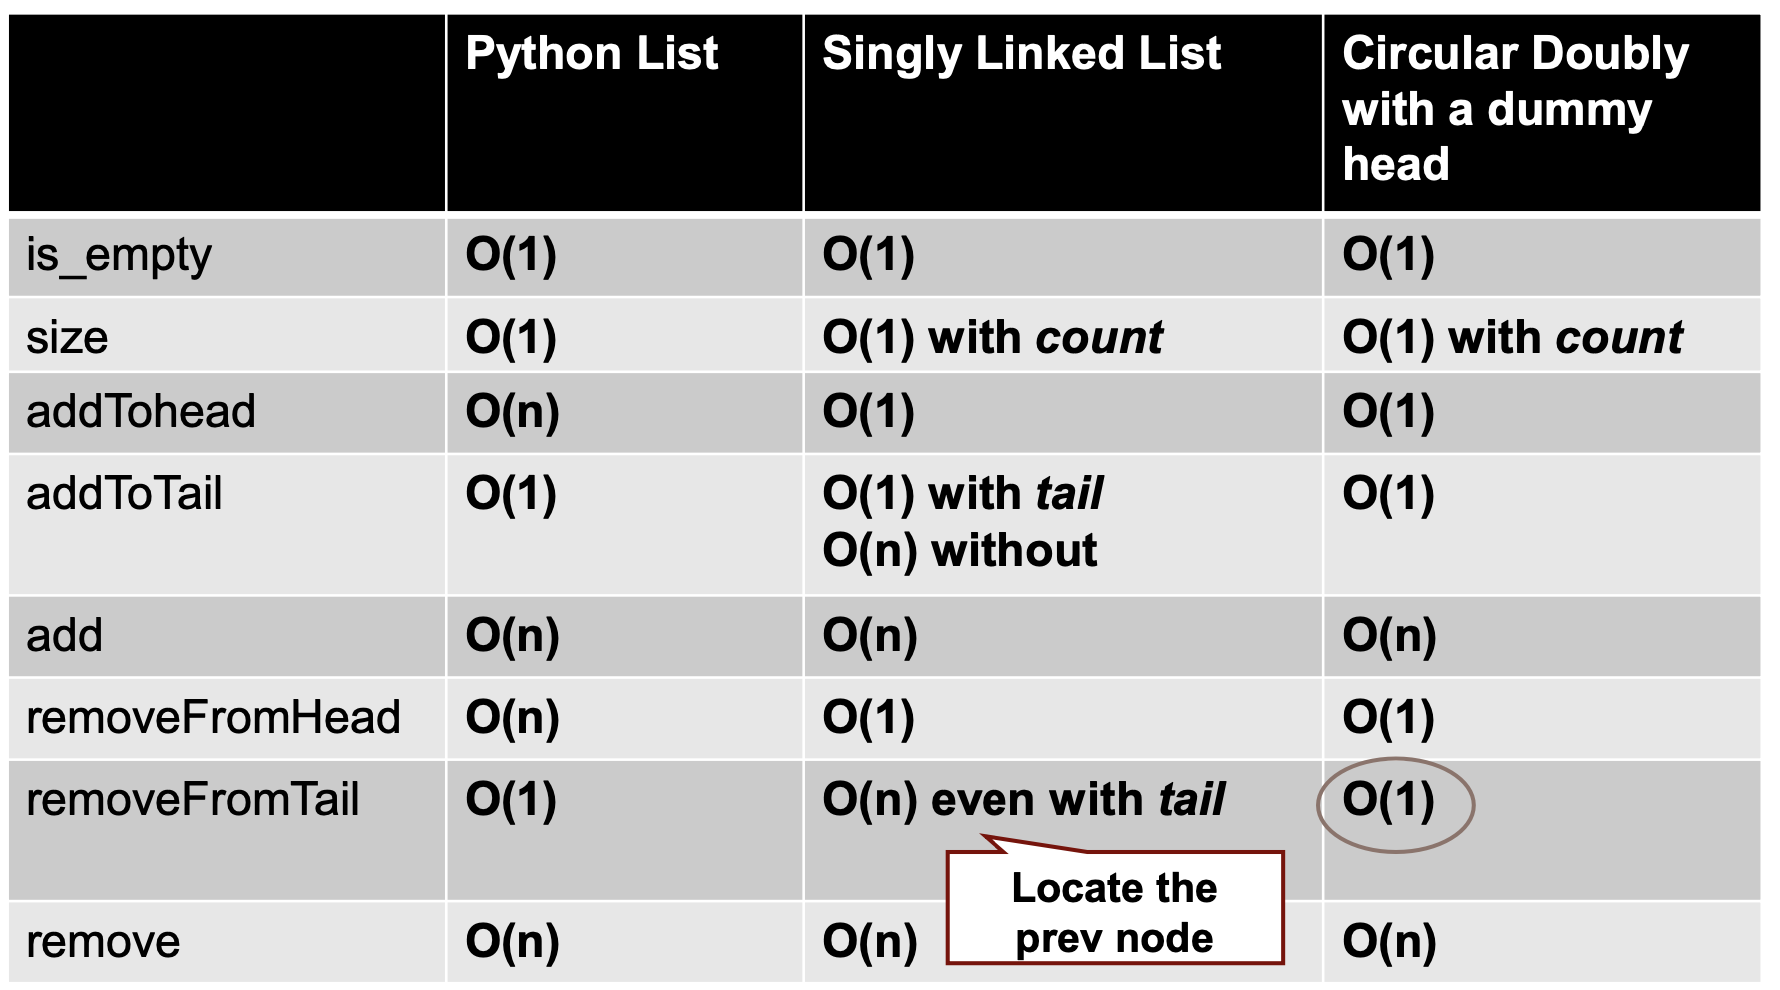 Python List
Singly Linked List
Circular Doubly
with a dummy
head
is_empty
O(1)
O(1)
O(1)
size
O(1)
O(1) with count
O(1) with count
addTohead
O(n)
O(1)
O(1)
addToTail
O(1)
O(1) with tail
O(n) without
O(1)
add
O(n)
O(n)
O(n)
removeFromHead
O(n)
O(1)
O(1)
removeFromTail
O(1)
O(n) even with tail
O(1)
Locate the
prev node
remove
O(n)
O(n)
O(n)